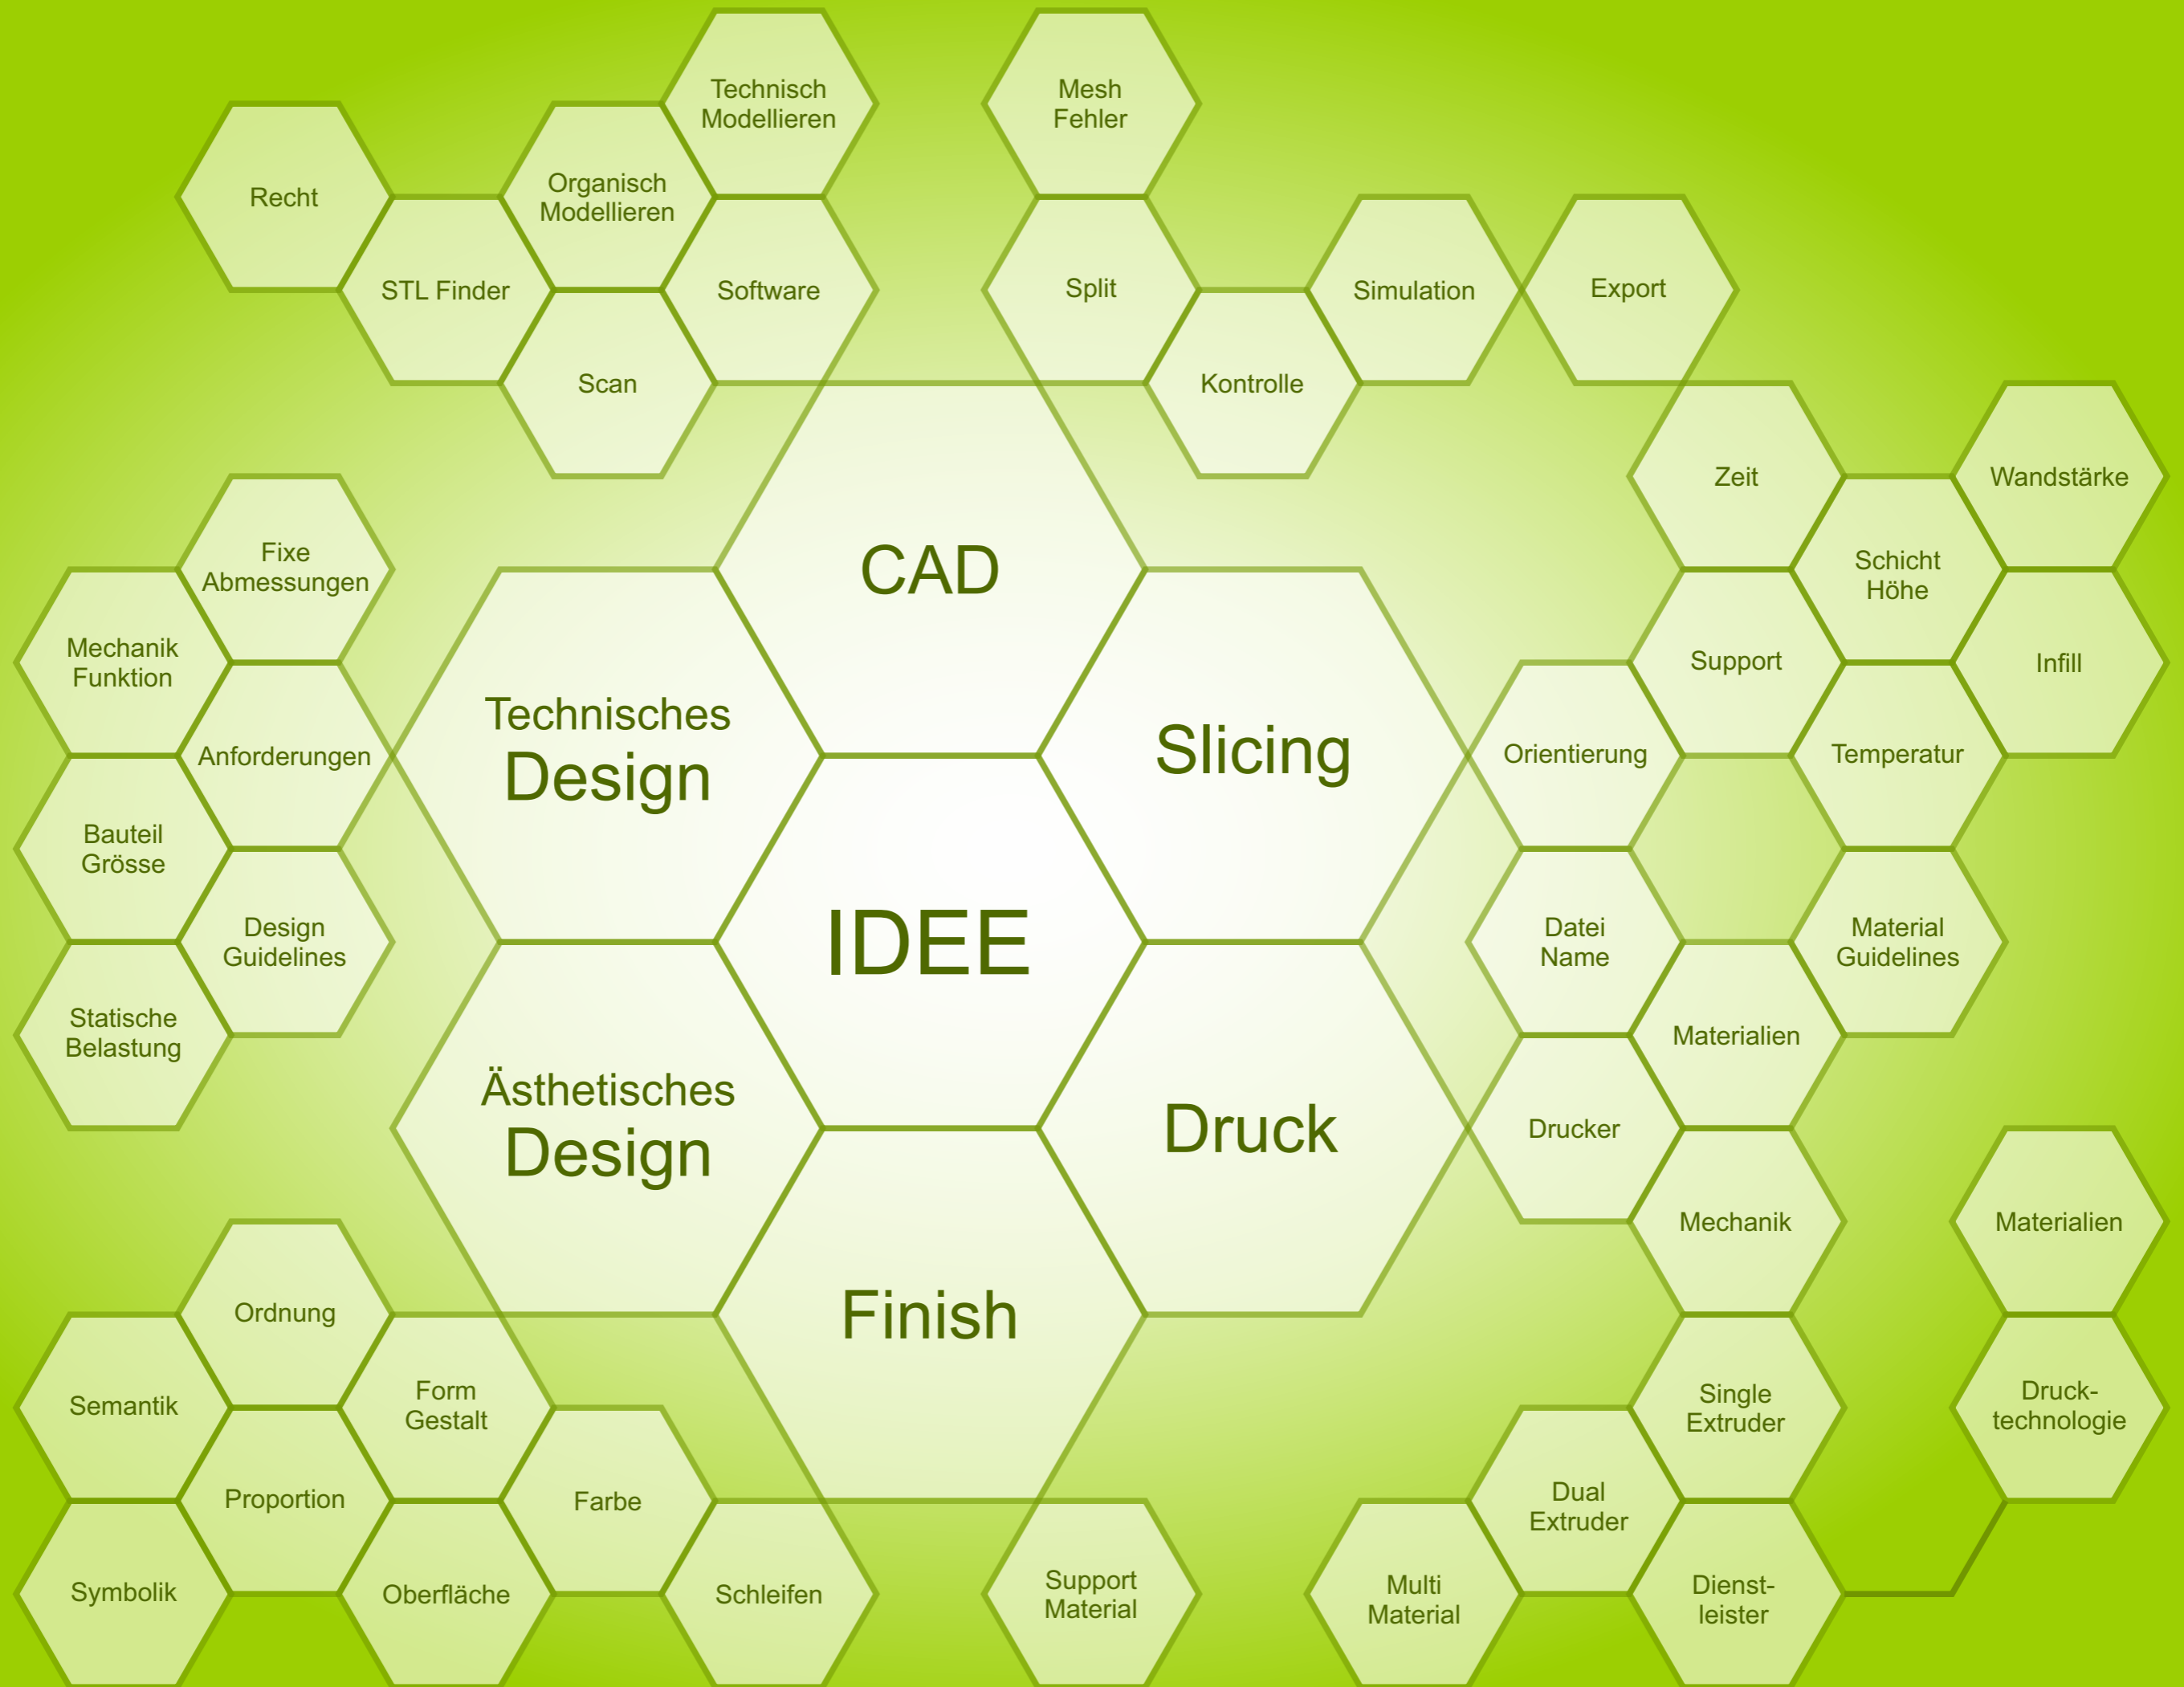 Technisch
Modellieren
Mesh
Fehler
Recht
Organisch
Modellieren
STL Finder
Software
Split
Simulation
Export
Scan
Kontrolle
Zeit
Wandstärke
Fixe
Abmessungen
CAD
Schicht
Höhe
Mechanik
Funktion
Support
Infill
Technisches
Design
Slicing
Anforderungen
Orientierung
Temperatur
Bauteil
Grösse
IDEE
Design
Guidelines
Datei
Name
Material
Guidelines
Statische
Belastung
Materialien
Ästhetisches
Design
Druck
Drucker
Mechanik
Materialien
Ordnung
Finish
Semantik
Form
Gestalt
Single
Extruder
Druck-
technologie
Proportion
Farbe
Dual
Extruder
Symbolik
Oberfläche
Schleifen
Support
Material
Multi
Material
Dienst-
leister